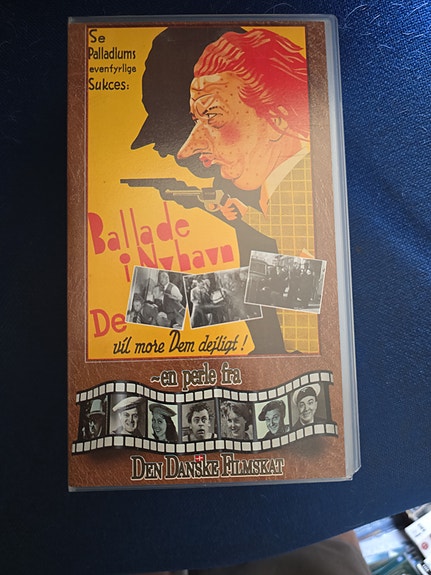 Se
Palladiums
eventyrlige
Sukces:
Ballade
i Nyhavn
De
vil more Dem dejligt!
~en perle fra
DEN DANSKE FILMSKAT